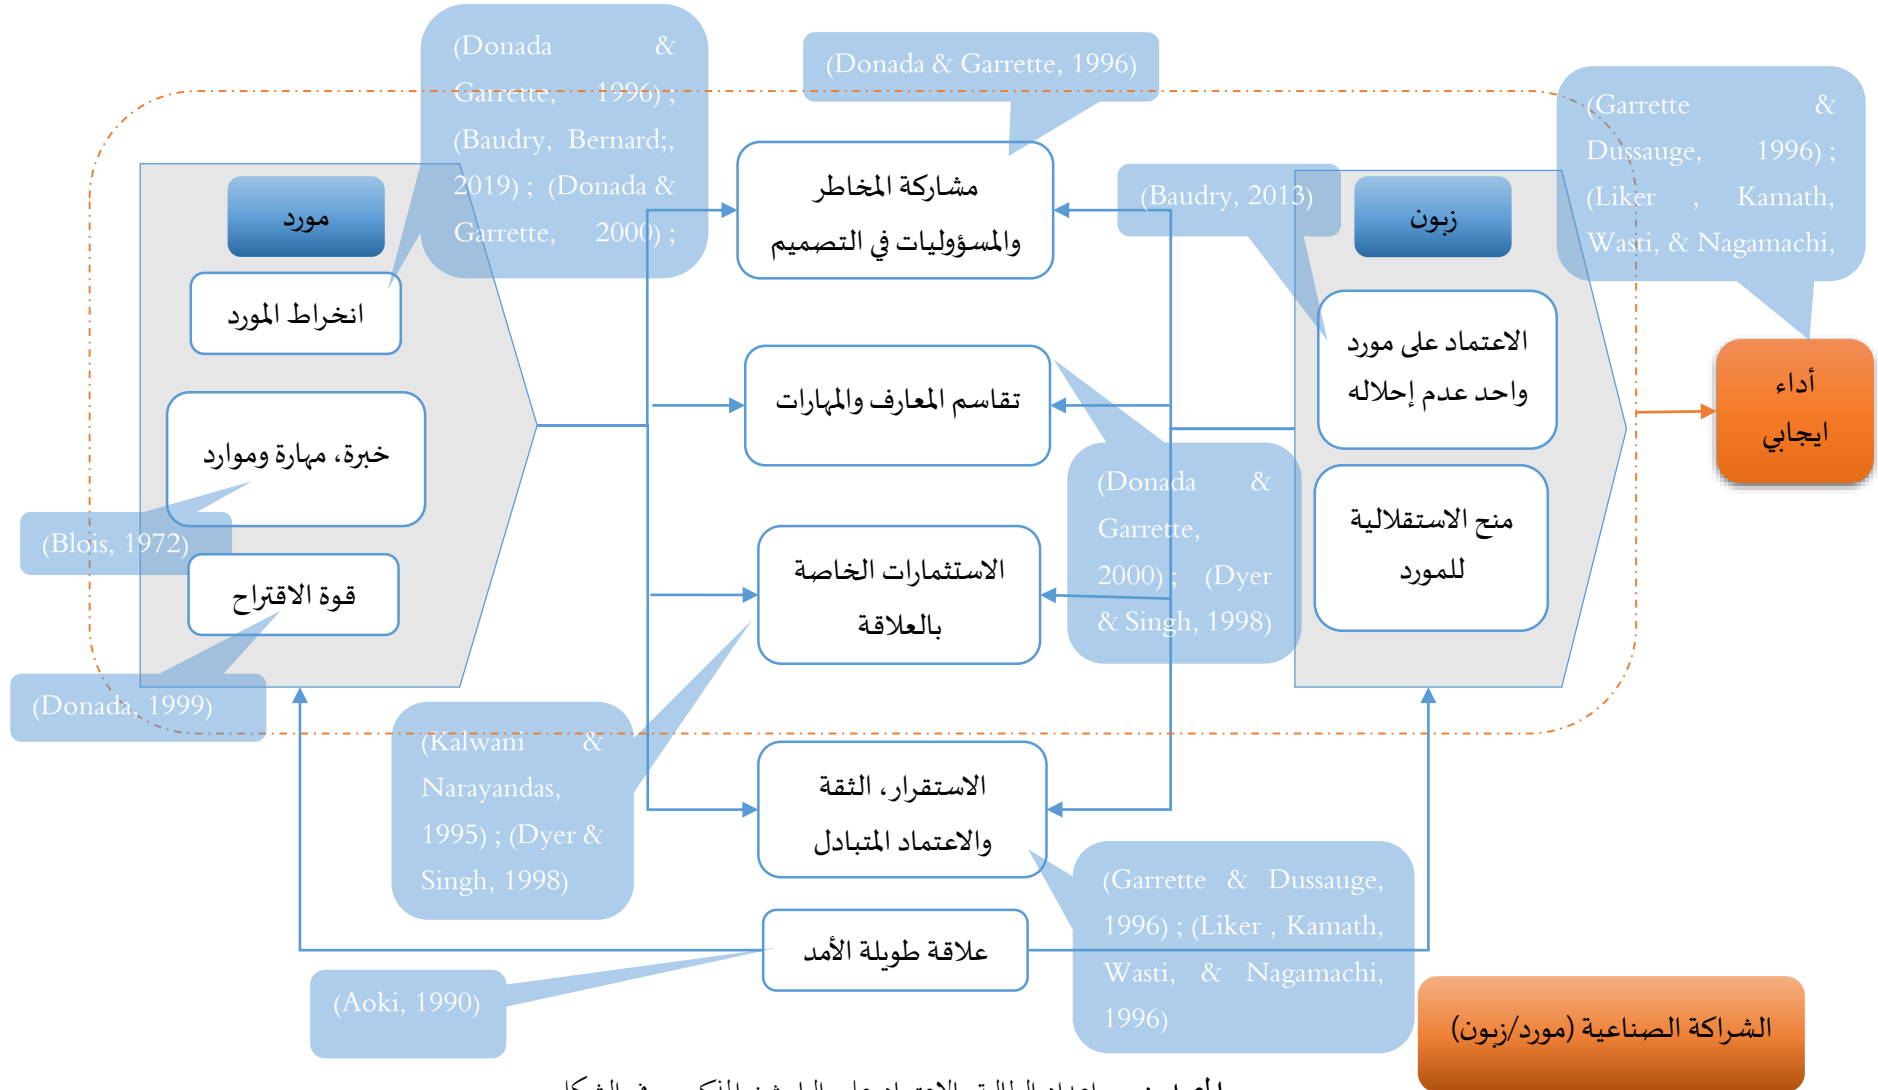 (Donada &
Garrette, 1996) ;
(Baudry, Bernard;,
2019) ; (Donada &
Garrette, 2000) ;
(Donada & Garrette, 1996)
(Garrette &
Dussauge, 1996) ;
(Liker , Kamath,
Wasti, & Nagamachi,
(Baudry, 2013)
زبون
الاعتماد على مورد
واحد عدم إحلاله
منح الاستقلالية
للمورد
أداء
ايجابي
مشاركة المخاطر
والمسؤوليات في التصميم
تقاسم المعارف والمهارات
(Donada &
Garrette,
2000) ; (Dyer
& Singh, 1998)
الاستثمارات الخاصة
بالعلاقة
الاستقرار، الثقة
والاعتماد المتبادل
علاقة طويلة الأمد
مورد
انخراط المورد
خبرة، مهارة وموارد
(Blois, 1972)
قوة الاقتراح
(Donada, 1999)
(Kalwani &
Narayandas,
1995) ; (Dyer &
Singh, 1998)
(Garrette & Dussauge,
1996) ; (Liker , Kamath,
Wasti, & Nagamachi,
1996)
(Aoki, 1990)
الشراكة الصناعية (مورد/زبون)